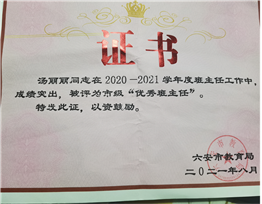 证书
汤丽丽同志在2020—2021学年度班主任工作中，
成绩突出，被评为市级“优秀班主任”。
特发此证，以资鼓励。
六安市教育局
二〇二一年八月